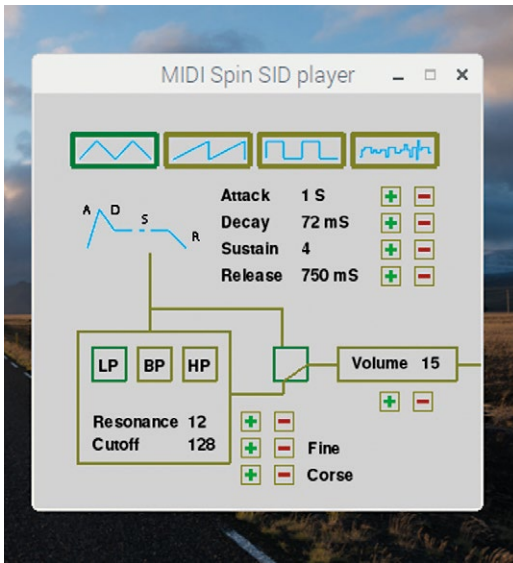 MIDI Spin SID player
A D S R
Attack 1 S
Decay 72 mS
Sustain 4
Release 750 mS
LP BP HP
Volume 15
Resonance 12
Cutoff 128
Fine
Corse